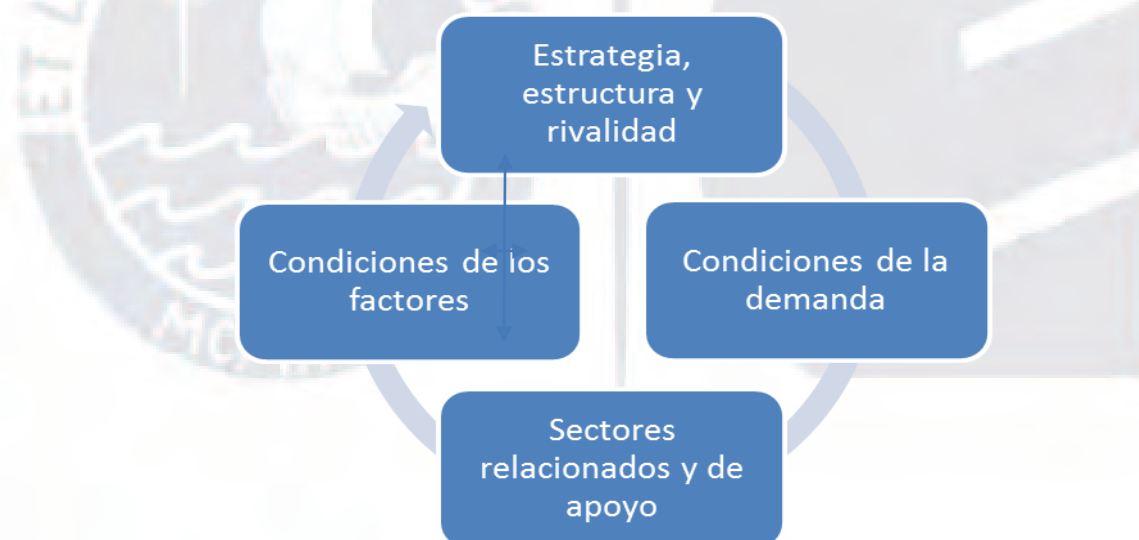 Estrategia,
estructura y
rivalidad
Condiciones de los
factores
Condiciones de la
demanda
Sectores
relacionados y de
apoyo